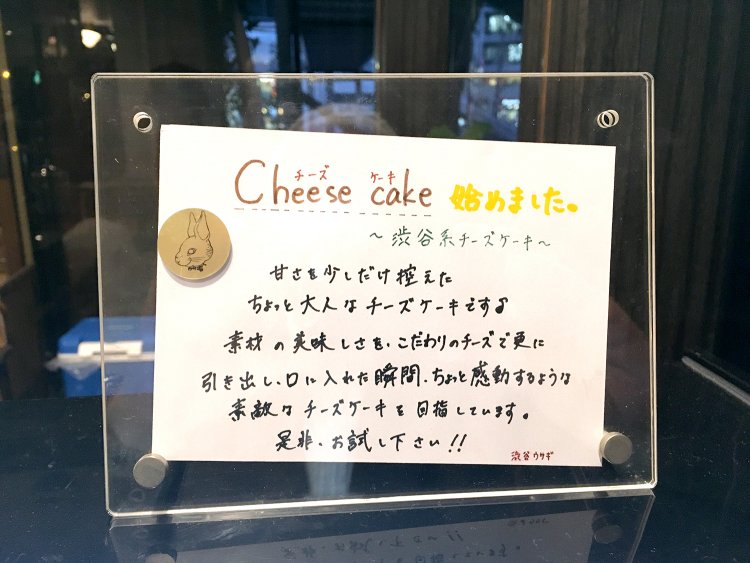 チーズ ケーキ
Cheese cake 始めました。
～渋谷系チーズケーキ～
甘さを少しだけ控えた
ちょっと大人なチーズケーキです♪
素材の美味しさを、こだわりのチーズで更に
引き出し、口に入れた瞬間、ちょっと感動するような
素敵なチーズケーキを目指しています。
是非、お試し下さい!!
渋谷ウサギ